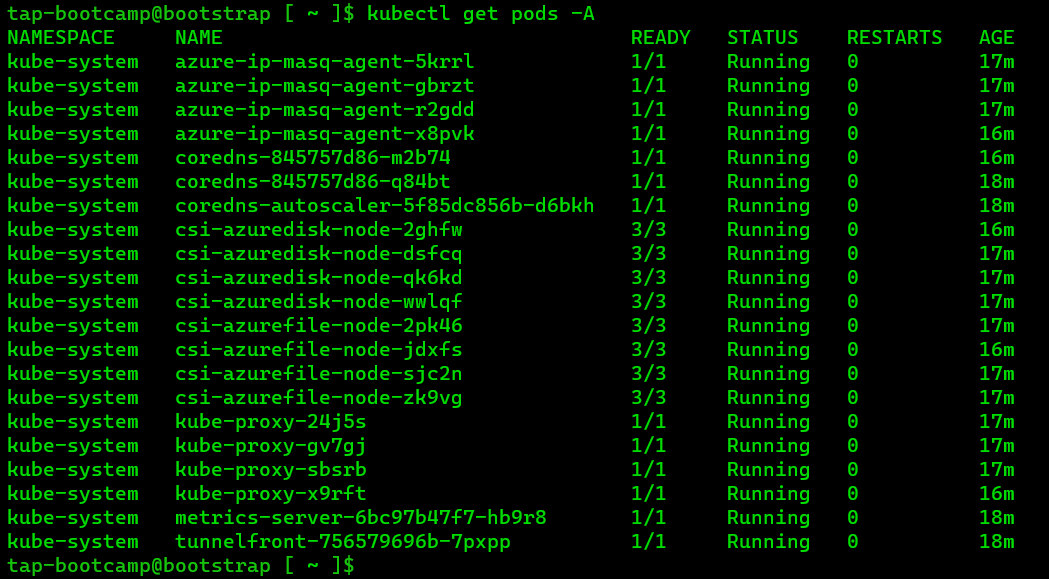 tap-bootcamp@bootstrap [ ~ ]$ kubectl get pods -A
NAMESPACE     NAME                                  READY   STATUS    RESTARTS   AGE
kube-system   azure-ip-masq-agent-5krrl             1/1     Running   0          17m
kube-system   azure-ip-masq-agent-gbrzt             1/1     Running   0          17m
kube-system   azure-ip-masq-agent-r2gdd             1/1     Running   0          17m
kube-system   azure-ip-masq-agent-x8pvk             1/1     Running   0          16m
kube-system   coredns-845757d86-m2b74               1/1     Running   0          16m
kube-system   coredns-845757d86-q84bt               1/1     Running   0          18m
kube-system   coredns-autoscaler-5f85dc856b-d6bkh   1/1     Running   0          18m
kube-system   csi-azuredisk-node-2ghfw              3/3     Running   0          16m
kube-system   csi-azuredisk-node-dsfcq              3/3     Running   0          17m
kube-system   csi-azuredisk-node-qk6kd              3/3     Running   0          17m
kube-system   csi-azuredisk-node-wwlqf              3/3     Running   0          17m
kube-system   csi-azurefile-node-2pk46              3/3     Running   0          17m
kube-system   csi-azurefile-node-jdxfs              3/3     Running   0          16m
kube-system   csi-azurefile-node-sjc2n              3/3     Running   0          17m
kube-system   csi-azurefile-node-zk9vg              3/3     Running   0          17m
kube-system   kube-proxy-24j5s                      1/1     Running   0          17m
kube-system   kube-proxy-gv7gj                      1/1     Running   0          17m
kube-system   kube-proxy-sbsrb                      1/1     Running   0          17m
kube-system   kube-proxy-x9rft                      1/1     Running   0          16m
kube-system   metrics-server-6bc97b47f7-hb9r8       1/1     Running   0          18m
kube-system   tunnelfront-756579696b-7pxpp          1/1     Running   0          18m
tap-bootcamp@bootstrap [ ~ ]$